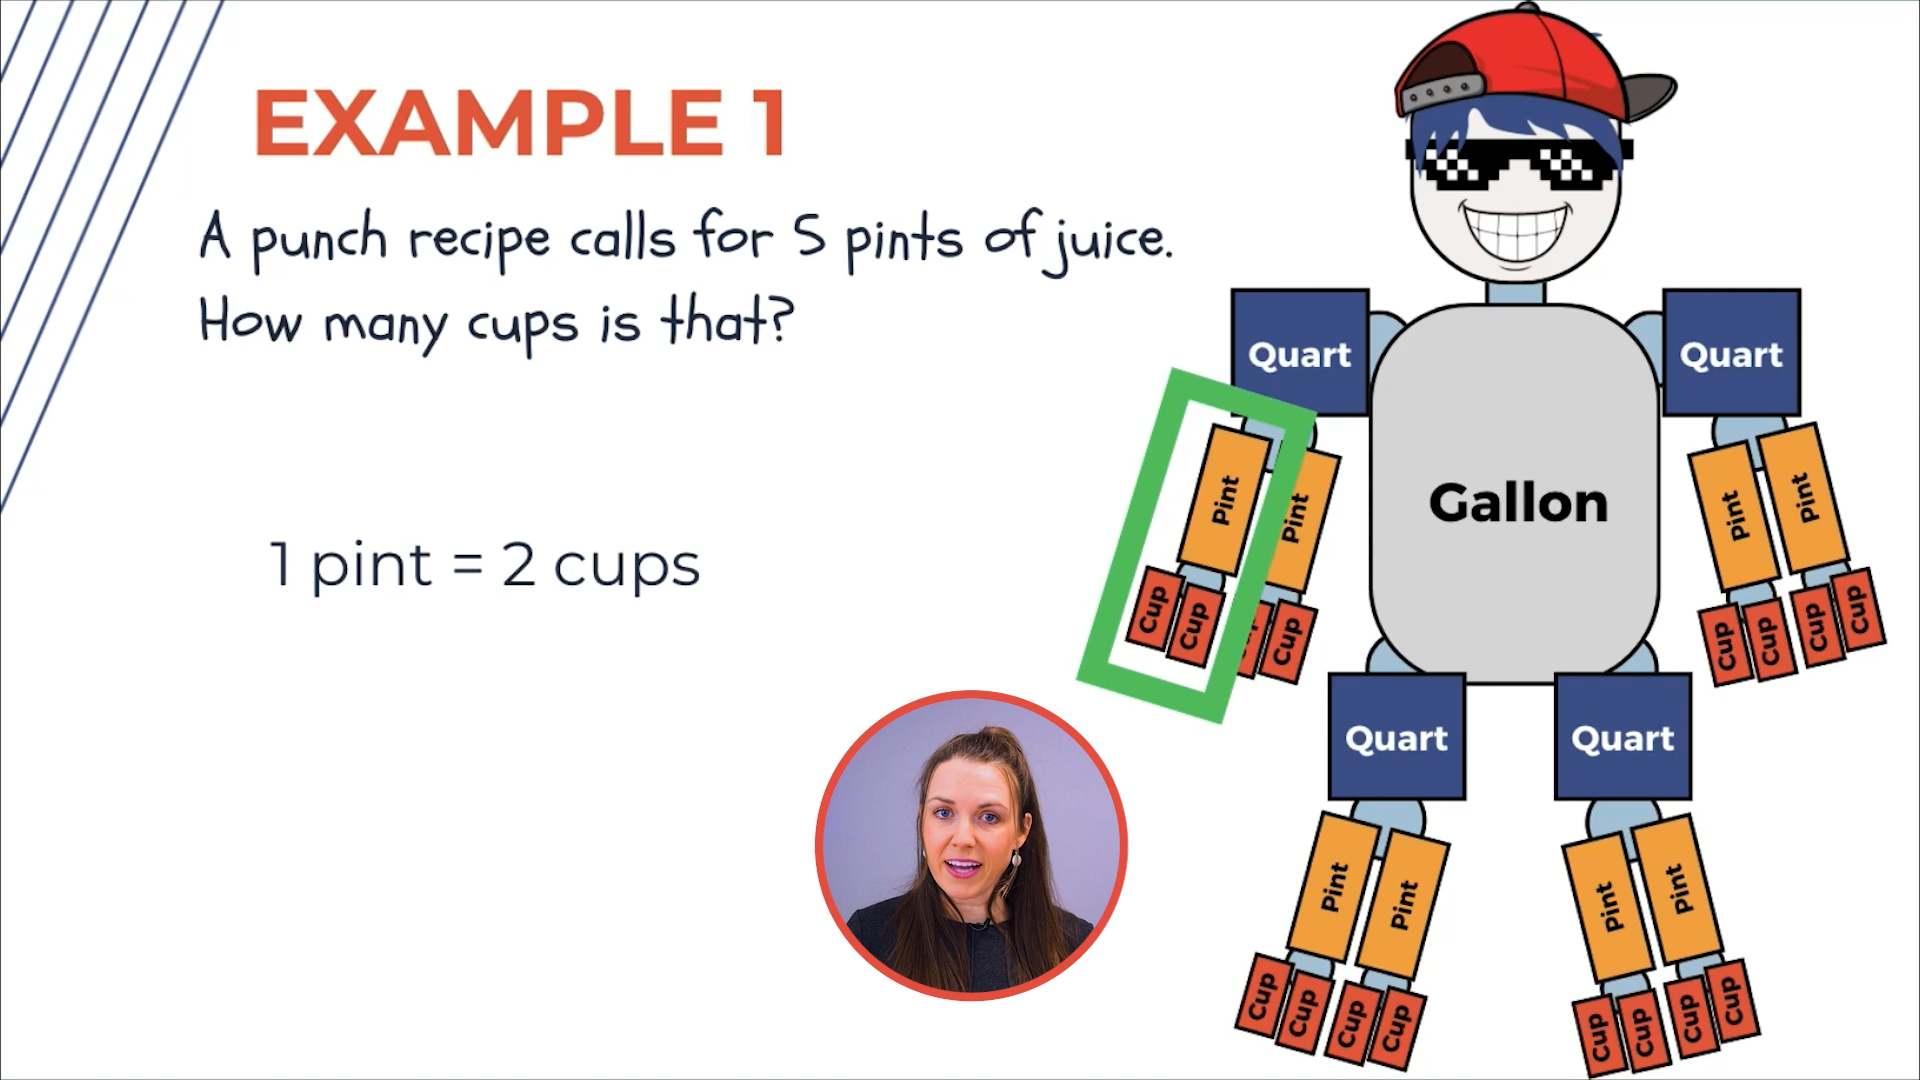 EXAMPLE 1
A punch recipe calls for 5 pints of juice.
How many cups is that?
1 pint = 2 cups
Quart
Quart
Gallon
Pint
Pint
Pint
Pint
Cup
Cup
Cup
Cup
Cup
Cup
Cup
Quart
Quart
Pint
Pint
Pint
Pint
Cup
Cup
Cup
Cup
Cup
Cup
Cup
Cup